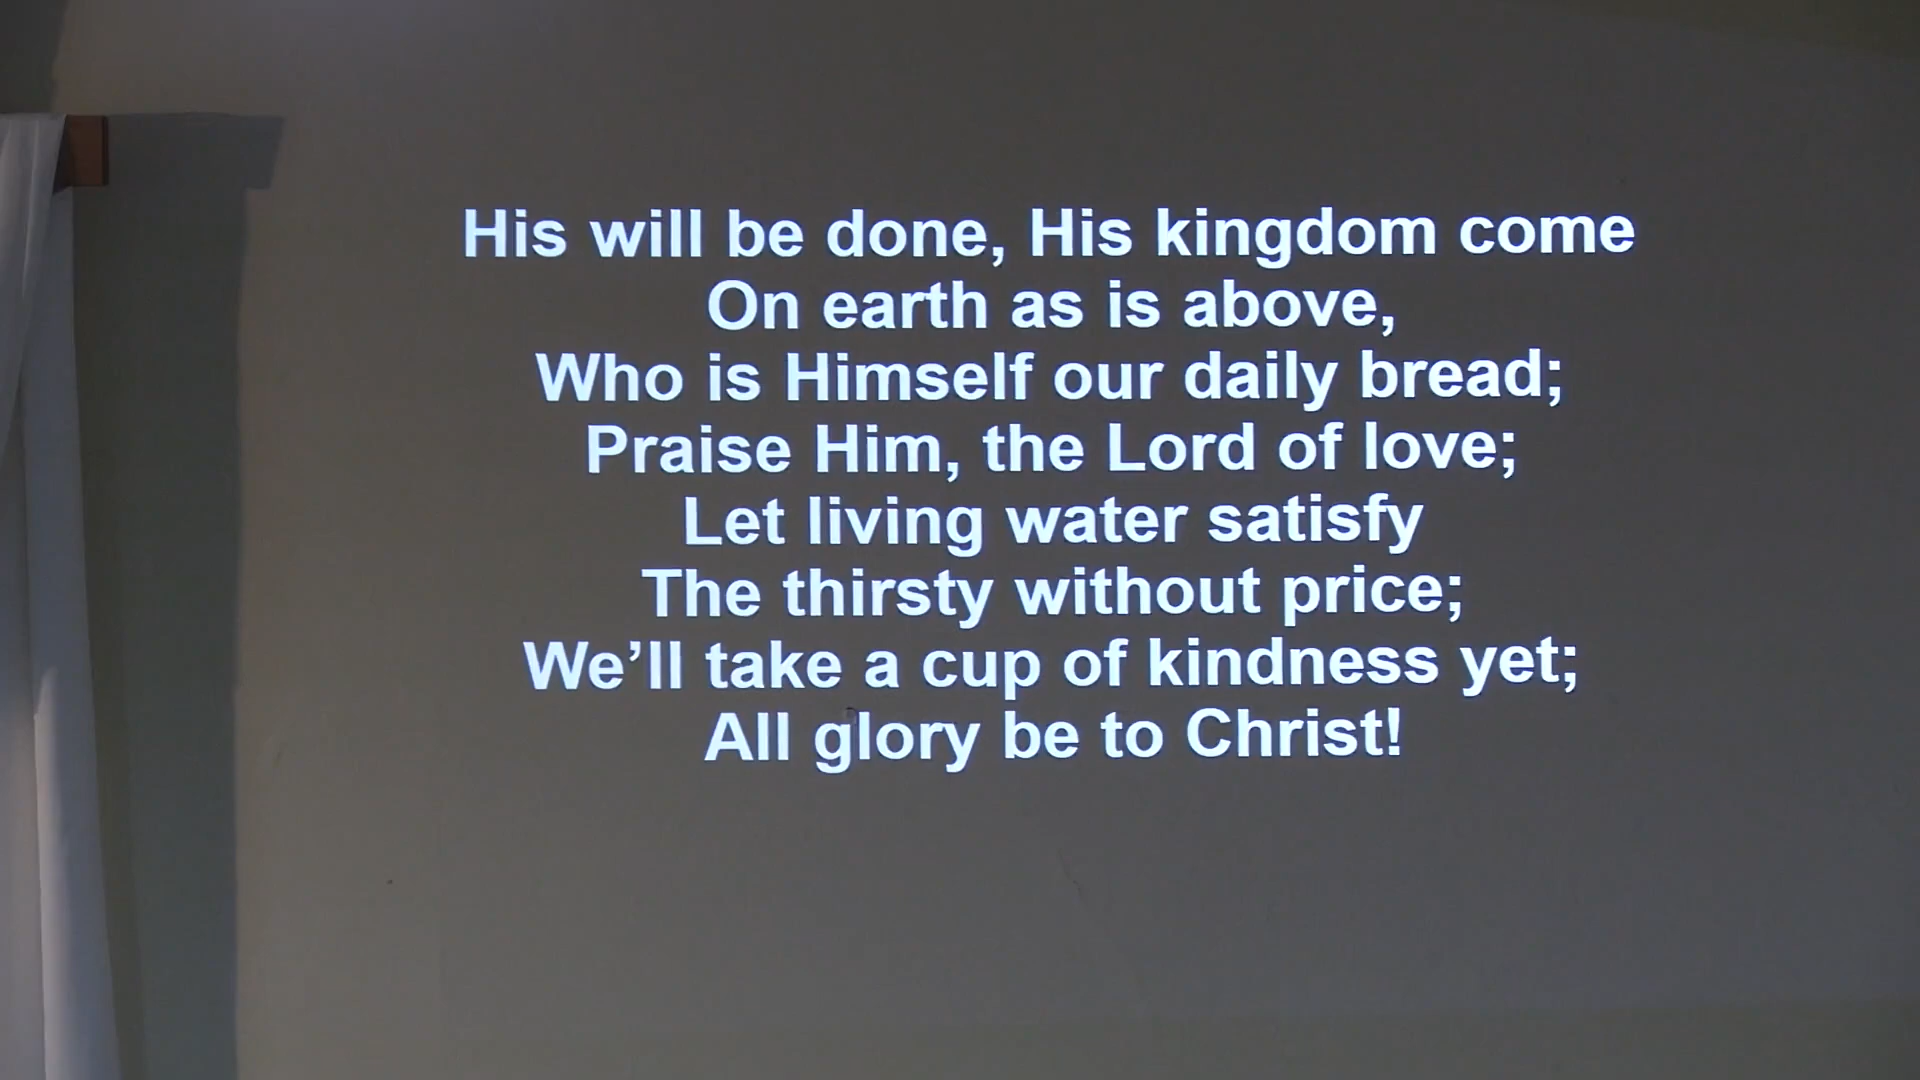 His will be done, His kingdom come
On earth as is above,
Who is Himself our daily bread;
Praise Him, the Lord of love;
Let living water satisfy
The thirsty without price;
We’ll take a cup of kindness yet;
All glory be to Christ!